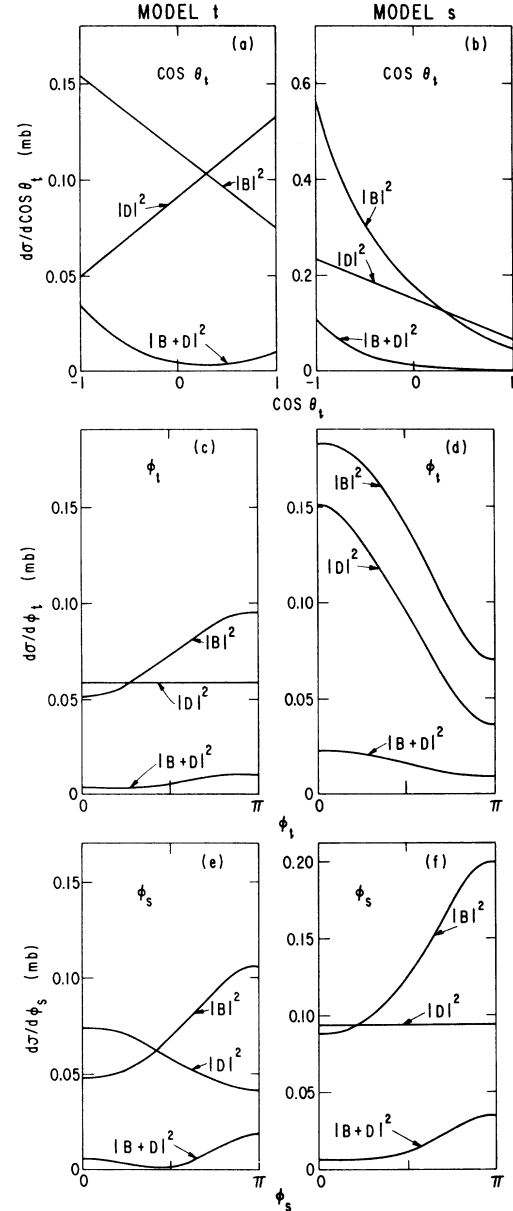 MODEL t MODEL s
(a) (b)
COS θt COS θt
0.15 0.6
0.10 0.4
0.05 0.2
0 0
dσ/dCOS θt (mb)
|B|²
|D|²
|B+D|²
|B|²
|D|²
|B+D|²
-1 0 1 -1 0 1
COS θt
(c) (d)
ϕt ϕt
0.15 0.15
0.10 0.10
0.05 0.05
0 0
dσ/dϕt (mb)
|B|²
|D|²
|B+D|²
|B|²
|D|²
|B+D|²
0 π 0 π
ϕt
(e) (f)
ϕs ϕs
0.15 0.20
0.10 0.15
0.05 0.10
0 0.05
0
dσ/dϕs (mb)
|B|²
|D|²
|B+D|²
|B|²
|D|²
|B+D|²
0 π 0 π
ϕs